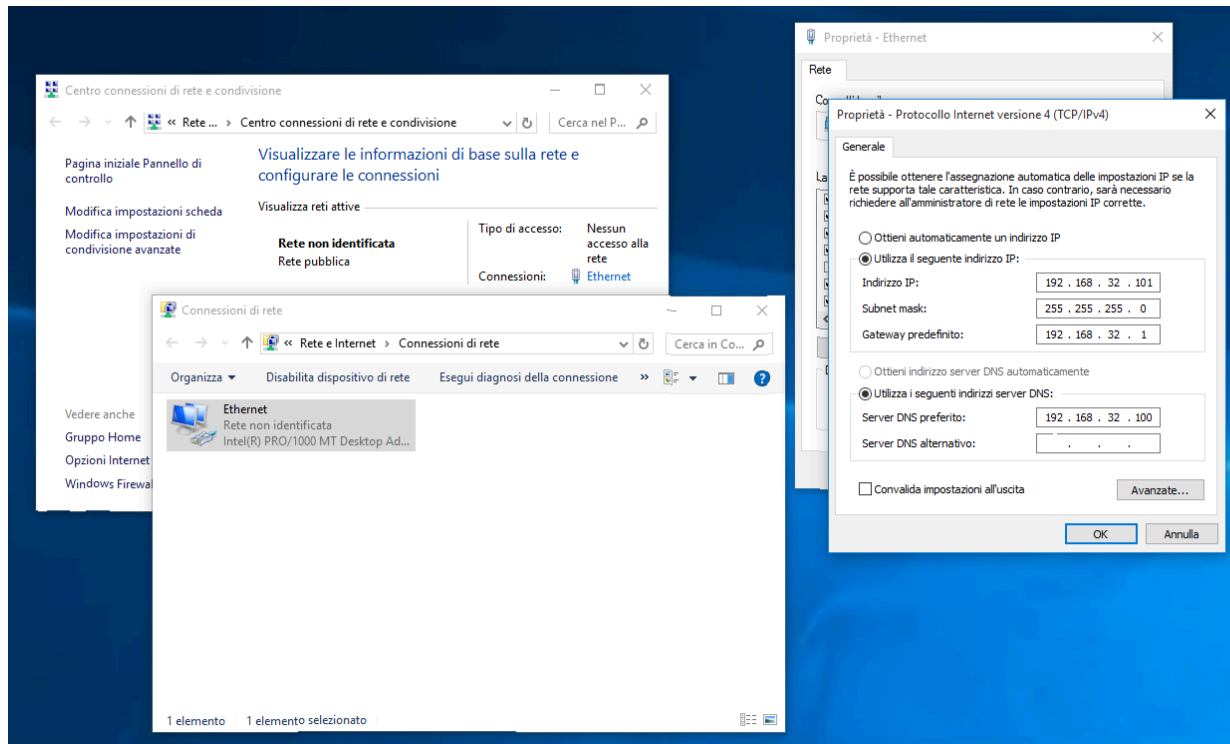 Centro connessioni di rete e condivisione
« Rete ... › Centro connessioni di rete e condivisione
Cerca nel P...
Pagina iniziale Pannello di
controllo
Modifica impostazioni scheda
Modifica impostazioni di
condivisione avanzate
Visualizzare le informazioni di base sulla rete e
configurare le connessioni
Visualizza reti attive
Rete non identificata
Rete pubblica
Tipo di accesso:
Nessun
accesso alla
rete
Connessioni:
Ethernet
Vedere anche
Gruppo Home
Opzioni Internet
Windows Firewal
Connessioni di rete
« Rete e Internet › Connessioni di rete
Cerca in Co...
Organizza
Disabilita dispositivo di rete
Esegui diagnosi della connessione
»
Ethernet
Rete non identificata
Intel(R) PRO/1000 MT Desktop Ad...
1 elemento
1 elemento selezionato
Proprietà - Ethernet
Rete
La
Proprietà - Protocollo Internet versione 4 (TCP/IPv4)
Generale
È possibile ottenere l'assegnazione automatica delle impostazioni IP se la
rete supporta tale caratteristica. In caso contrario, sarà necessario
richiedere all'amministratore di rete le impostazioni IP corrette.
Ottieni automaticamente un indirizzo IP
Utilizza il seguente indirizzo IP:
Indirizzo IP:
192 . 168 . 32 . 101
Subnet mask:
255 . 255 . 255 . 0
Gateway predefinito:
192 . 168 . 32 . 1
Ottieni indirizzo server DNS automaticamente
Utilizza i seguenti indirizzi server DNS:
Server DNS preferito:
192 . 168 . 32 . 100
Server DNS alternativo:
. . .
Convalida impostazioni all'uscita
Avanzate...
OK
Annulla